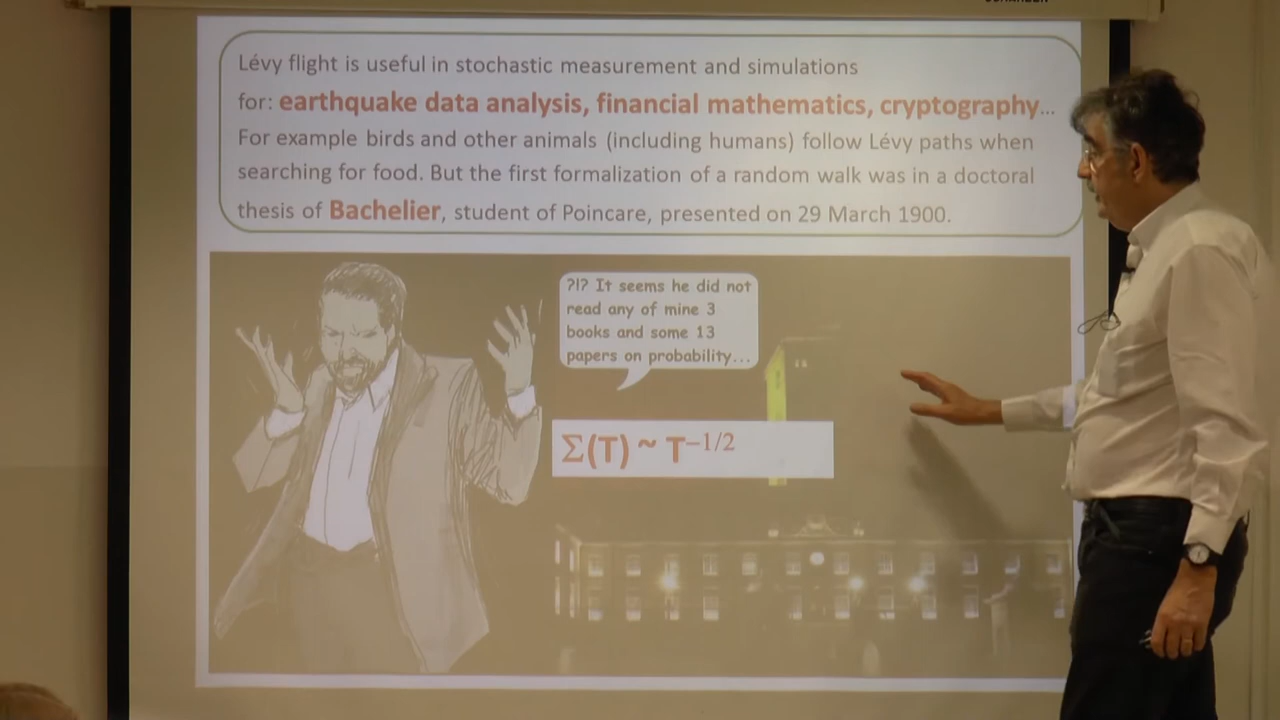 Lévy flight is useful in stochastic measurement and simulations
for: earthquake data analysis, financial mathematics, cryptography...
For example birds and other animals (including humans) follow Lévy paths when
searching for food. But the first formalization of a random walk was in a doctoral
thesis of Bachelier, student of Poincare, presented on 29 March 1900.
?!? It seems he did not
read any of mine 3
books and some 13
papers on probability...
Σ(T) ~ T−1/2